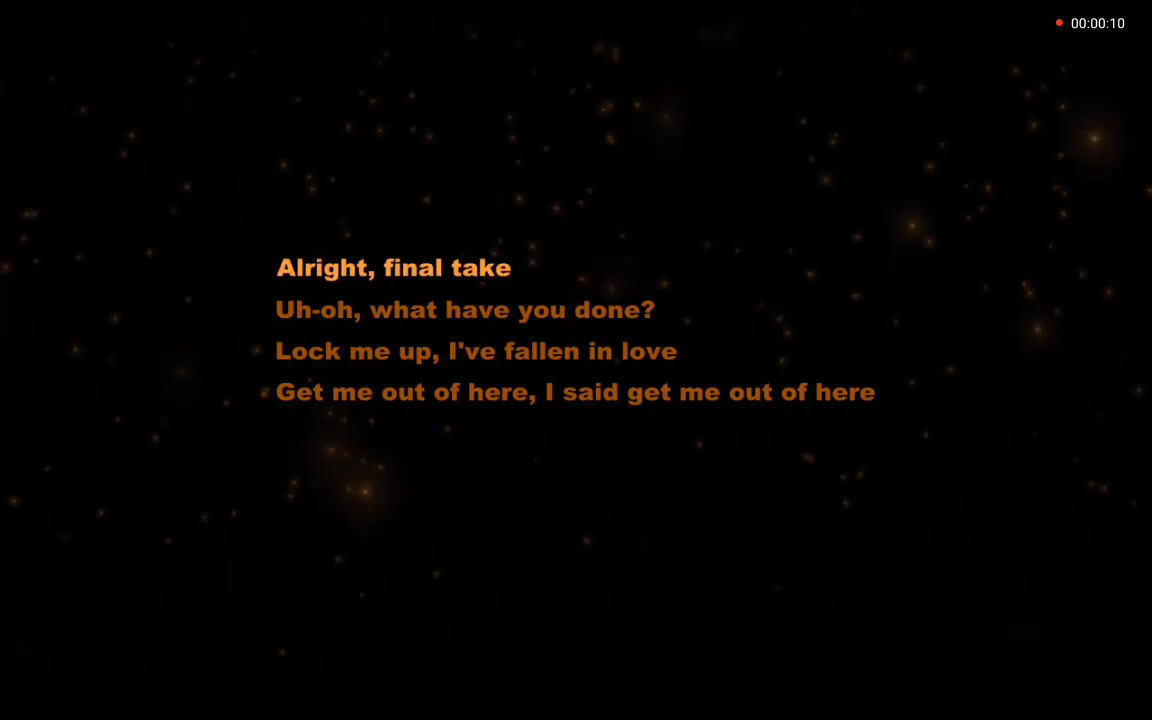 00:00:10
Alright, final take
Uh-oh, what have you done?
Lock me up, I've fallen in love
Get me out of here, I said get me out of here